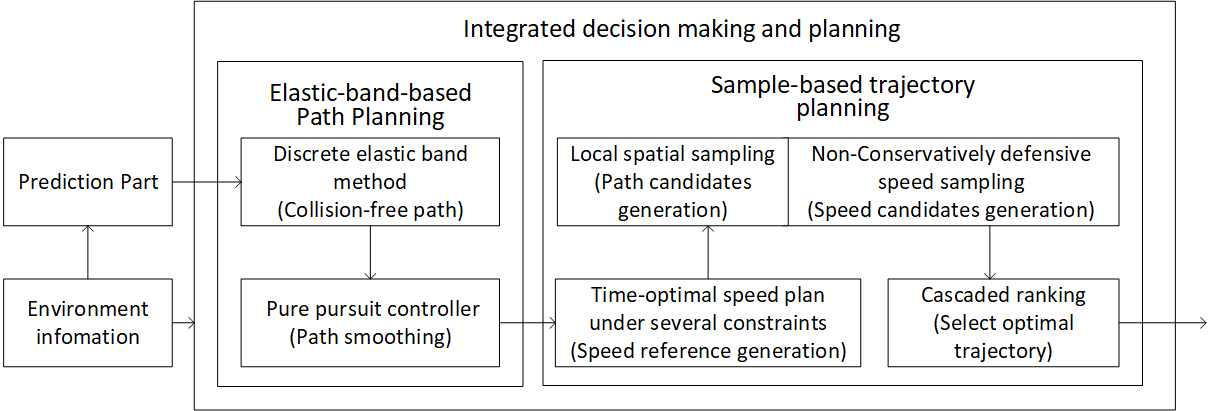 Integrated decision making and planning
Elastic-band-based
Path Planning
Sample-based trajectory
planning
Prediction Part
Discrete elastic band
method
(Collision-free path)
Local spatial sampling
(Path candidates
generation)
Non-Conservatively defensive
speed sampling
(Speed candidates generation)
Environment
infomation
Pure pursuit controller
(Path smoothing)
Time-optimal speed plan
under several constraints
(Speed reference generation)
Cascaded ranking
(Select optimal
trajectory)